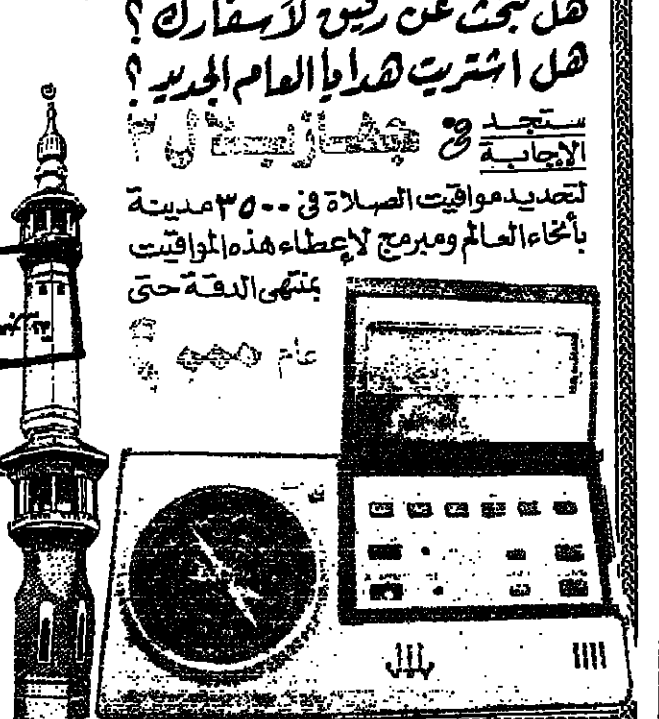 هل تبحث عن رفيق لأسفارك ؟
هل اشتريت هدايا العام الجديد ؟
ستجد
الإجابة
في
لتحديد مواقيت الصلاة في ٣٥٠٠ مدينة
بأنحاء العالم ومبرمج لإعطاء هذه المواقيت
بمنتهى الدقة حتى
عام